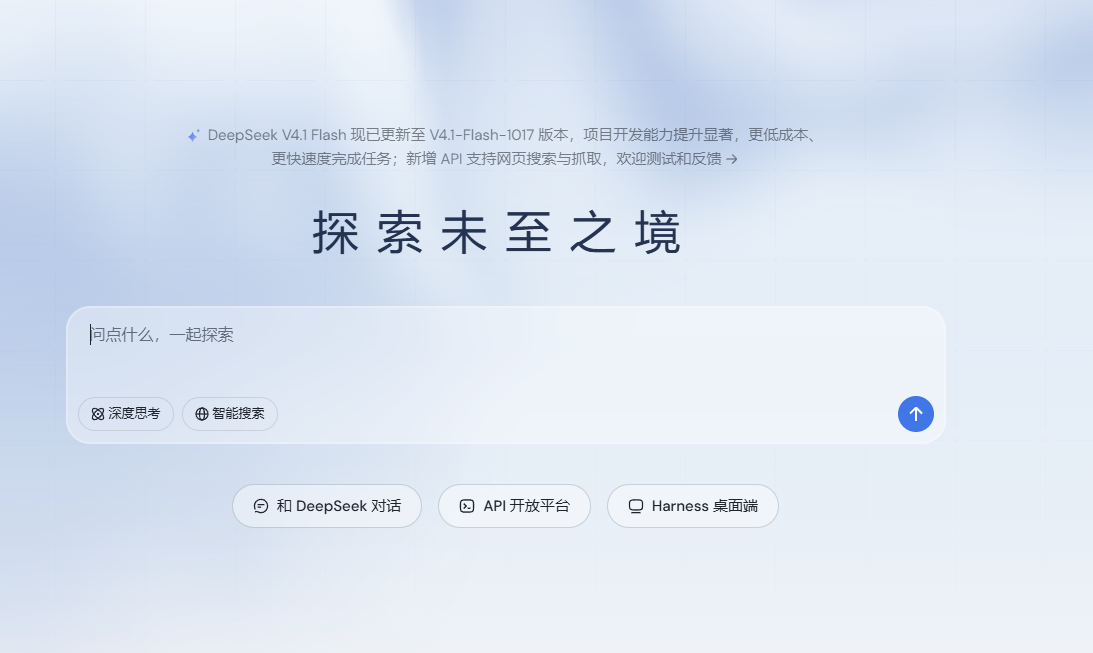 DeepSeek V4.1 Flash 现已更新至 V4.1-Flash-1017 版本，项目开发能力提升显著，更低成本、
更快速度完成任务；新增 API 支持网页搜索与抓取，欢迎测试和反馈 →
探索未至之境
问点什么，一起探索
深度思考 智能搜索
和 DeepSeek 对话 API 开放平台 Harness 桌面端